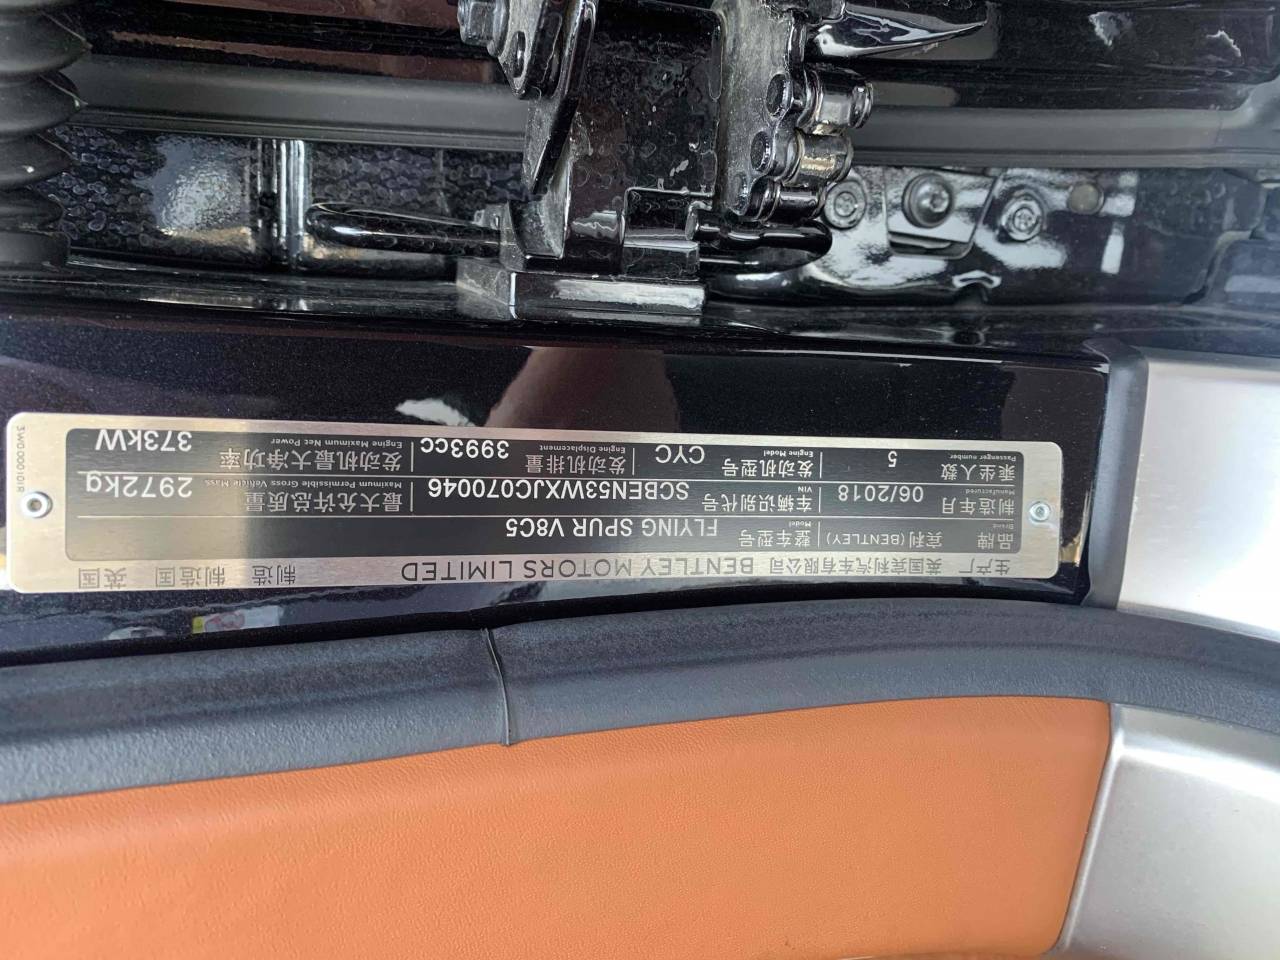 生产厂 英国宾利汽车有限公司 BENTLEY MOTORS LIMITED 制造 制造国 英国
品牌 Brand 宾利 (BENTLEY) 整车型号 Model FLYING SPUR V8C5
制造年月 Manufactured 06/2018 车辆识别代号 VIN SCBEN53WXJC070046 最大允许总质量 Maximum Permissible Gross Vehicle Mass 2972kg
乘坐人数 Passenger number 5 发动机型号 Engine Model CYC 发动机排量 Engine Displacement 3993cc 发动机最大净功率 Engine Maximum Net Power 373kW
3W0.000.101R